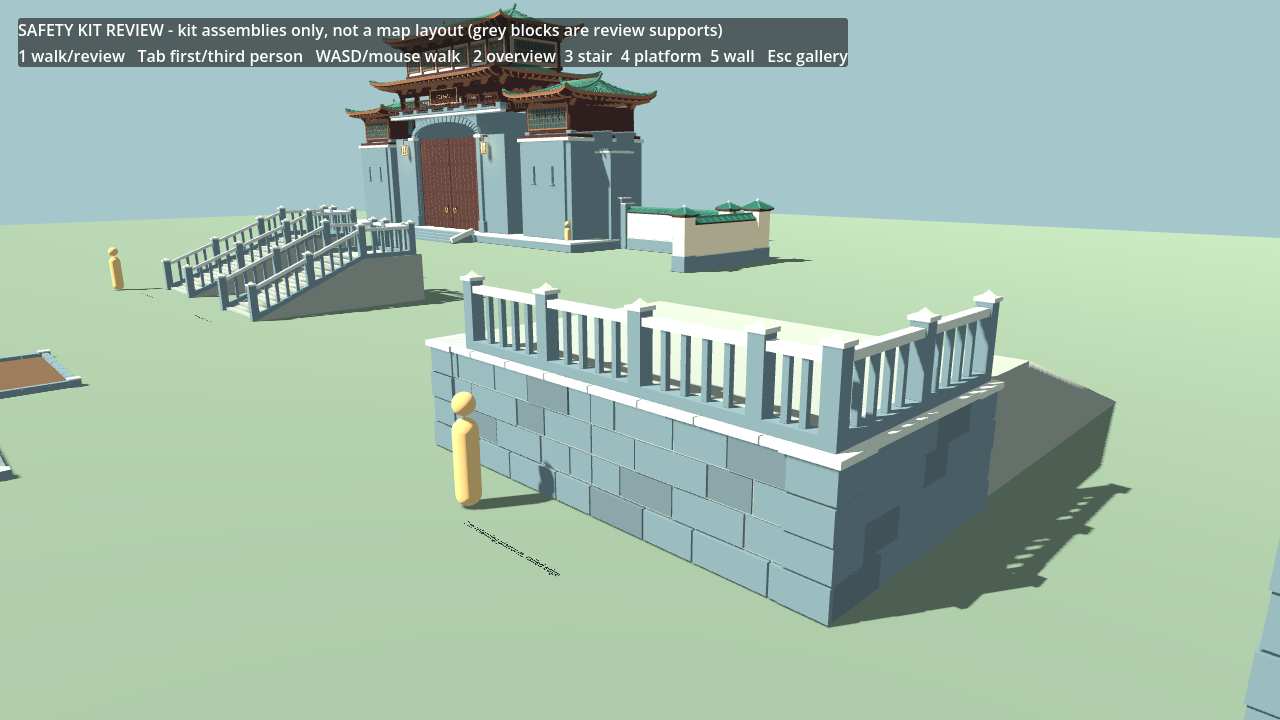 SAFETY KIT REVIEW - kit assemblies only, not a map layout (grey blocks are review supports)
1 walk/review   Tab first/third person   WASD/mouse walk   2 overview  3 stair  4 platform  5 wall   Esc gallery